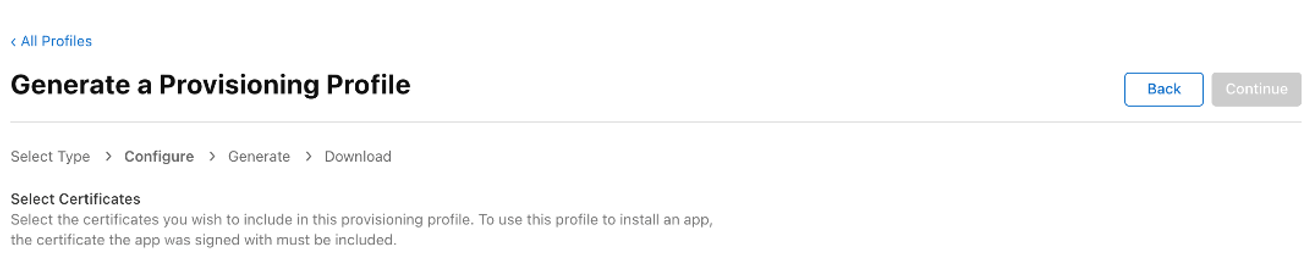 ‹ All Profiles
Generate a Provisioning Profile
Back
Continue
Select Type > Configure > Generate > Download
Select Certificates
Select the certificates you wish to include in this provisioning profile. To use this profile to install an app,
the certificate the app was signed with must be included.